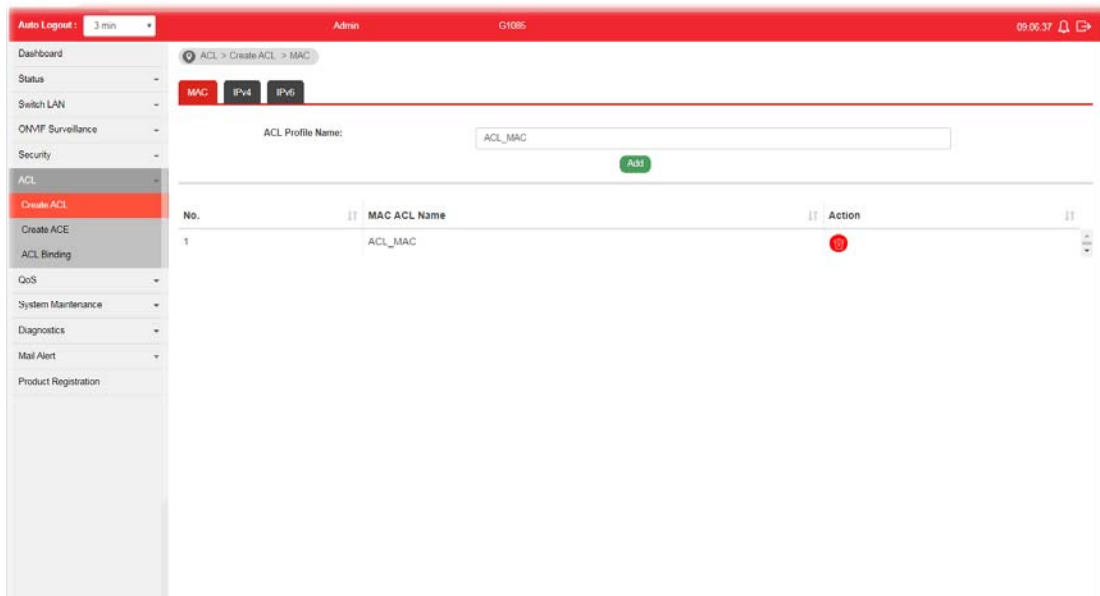 Auto Logout : 3 min Admin G1085 09:06:37
Dashboard
Status
Switch LAN
ONVIF Surveillance
Security
ACL
Create ACL
Create ACE
ACL Binding
QoS
System Maintenance
Diagnostics
Mail Alert
Product Registration
ACL > Create ACL > MAC
MAC IPv4 IPv6
ACL Profile Name: ACL_MAC
Add
No. MAC ACL Name Action
1 ACL_MAC